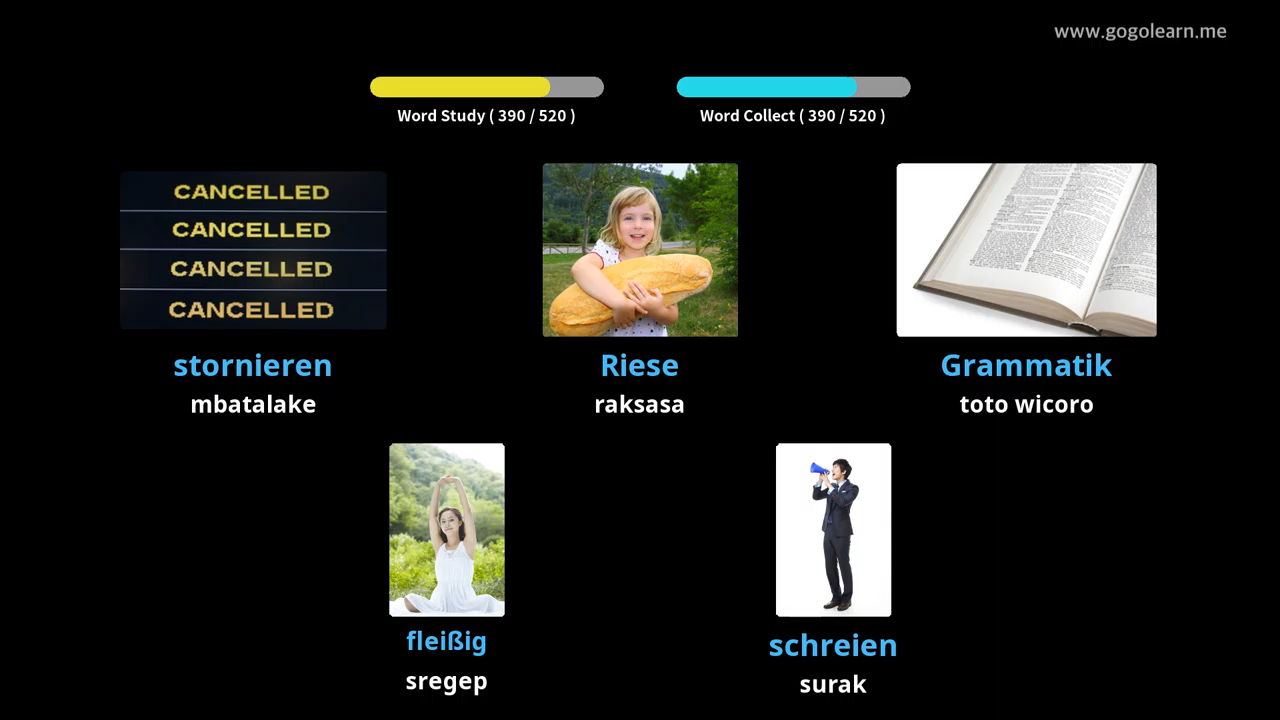 www.gogolearn.me
Word Study ( 390 / 520 )
Word Collect ( 390 / 520 )
CANCELLED
CANCELLED
CANCELLED
CANCELLED
stornieren
mbatalake
Riese
raksasa
Grammatik
toto wicoro
fleißig
sregep
schreien
surak